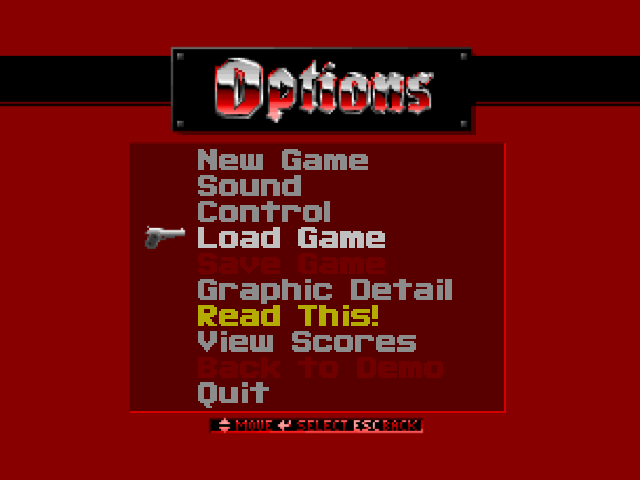 Options
New Game
Sound
Control
Load Game
Save Game
Graphic Detail
Read This!
View Scores
Back to Demo
Quit
MOVE SELECT ESC BACK